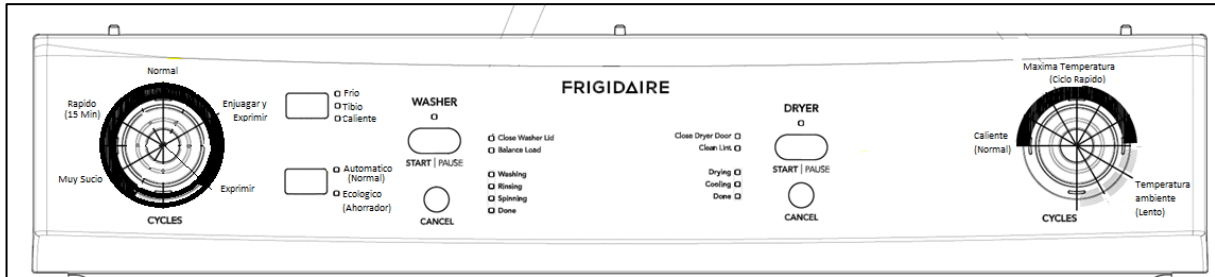 Normal
Rapido
(15 Min)
Enjuagar y
Exprimir
Muy Sucio
Exprimir
CYCLES
Frio
Tibio
Caliente
Automatico
(Normal)
Ecologico
(Ahorrador)
WASHER
START | PAUSE
CANCEL
Close Washer Lid
Balance Load
Washing
Rinsing
Spinning
Done
FRIGIDAIRE
Close Dryer Door
Clean Lint
Drying
Cooling
Done
DRYER
START | PAUSE
CANCEL
Maxima Temperatura
(Ciclo Rapido)
Caliente
(Normal)
Temperatura
ambiente
(Lento)
CYCLES